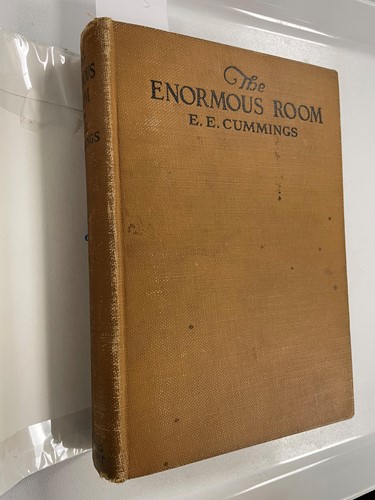 The
ENORMOUS ROOM
E. E. CUMMINGS